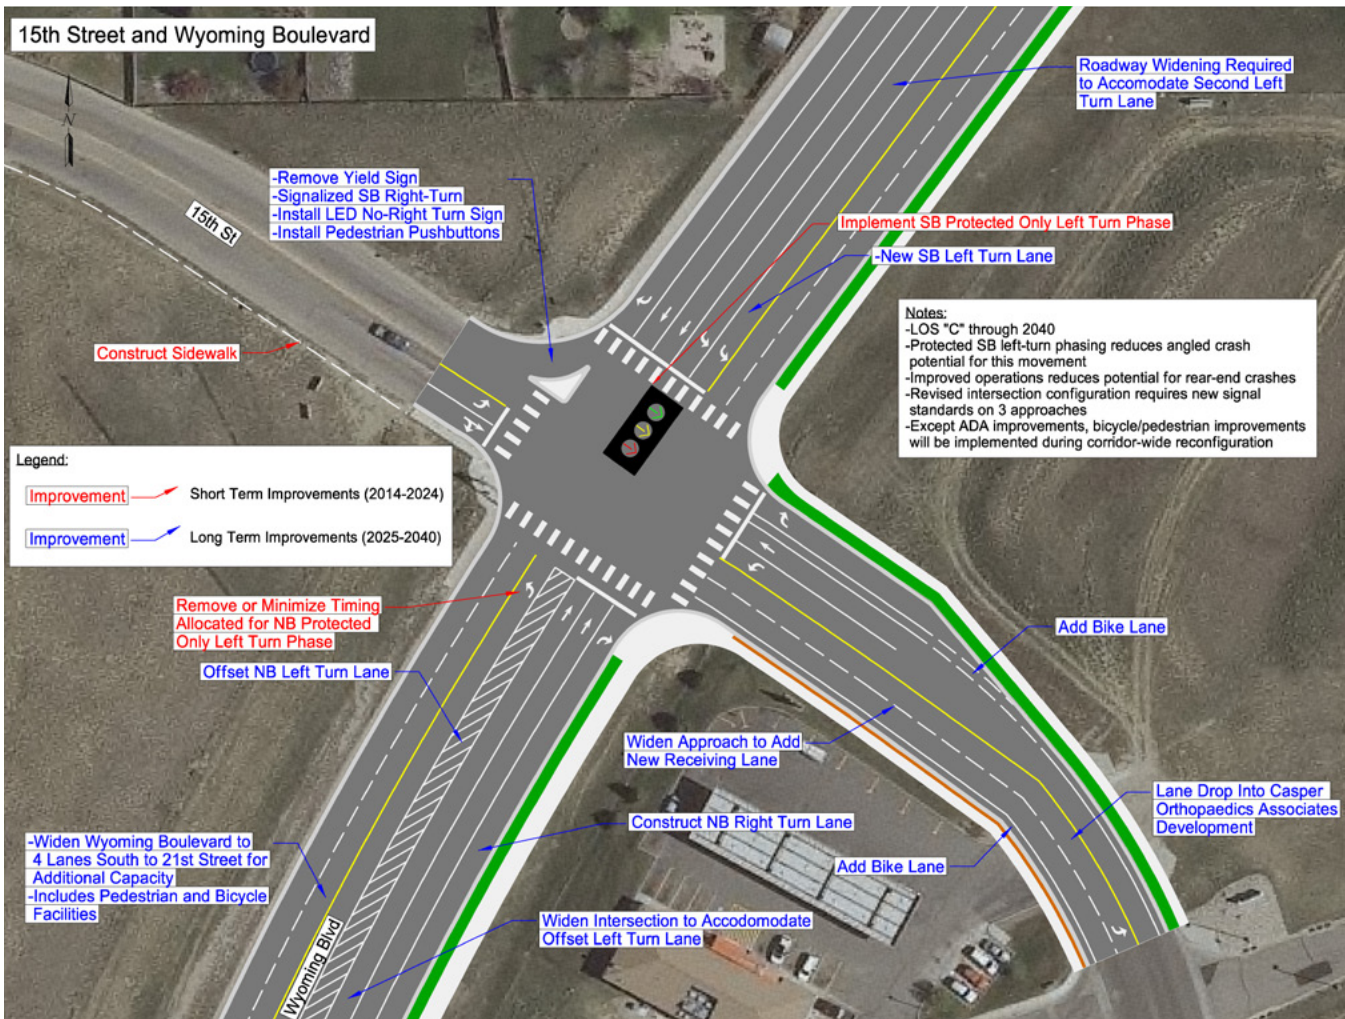 15th Street and Wyoming Boulevard
N
Roadway Widening Required
to Accomodate Second Left
Turn Lane
-Remove Yield Sign
-Signalized SB Right-Turn
-Install LED No-Right Turn Sign
-Install Pedestrian Pushbuttons
15th St
Implement SB Protected Only Left Turn Phase
-New SB Left Turn Lane
Notes:
-LOS "C" through 2040
-Protected SB left-turn phasing reduces angled crash
potential for this movement
-Improved operations reduces potential for rear-end crashes
-Revised intersection configuration requires new signal
standards on 3 approaches
-Except ADA improvements, bicycle/pedestrian improvements
will be implemented during corridor-wide reconfiguration
Construct Sidewalk
Legend:
Improvement Short Term Improvements (2014-2024)
Improvement Long Term Improvements (2025-2040)
Remove or Minimize Timing
Allocated for NB Protected
Only Left Turn Phase
Offset NB Left Turn Lane
Add Bike Lane
Widen Approach to Add
New Receiving Lane
Lane Drop Into Casper
Orthopaedics Associates
Development
Construct NB Right Turn Lane
Add Bike Lane
-Widen Wyoming Boulevard to
4 Lanes South to 21st Street for
Additional Capacity
-Includes Pedestrian and Bicycle
Facilities
Widen Intersection to Accodomodate
Offset Left Turn Lane
Wyoming Blvd